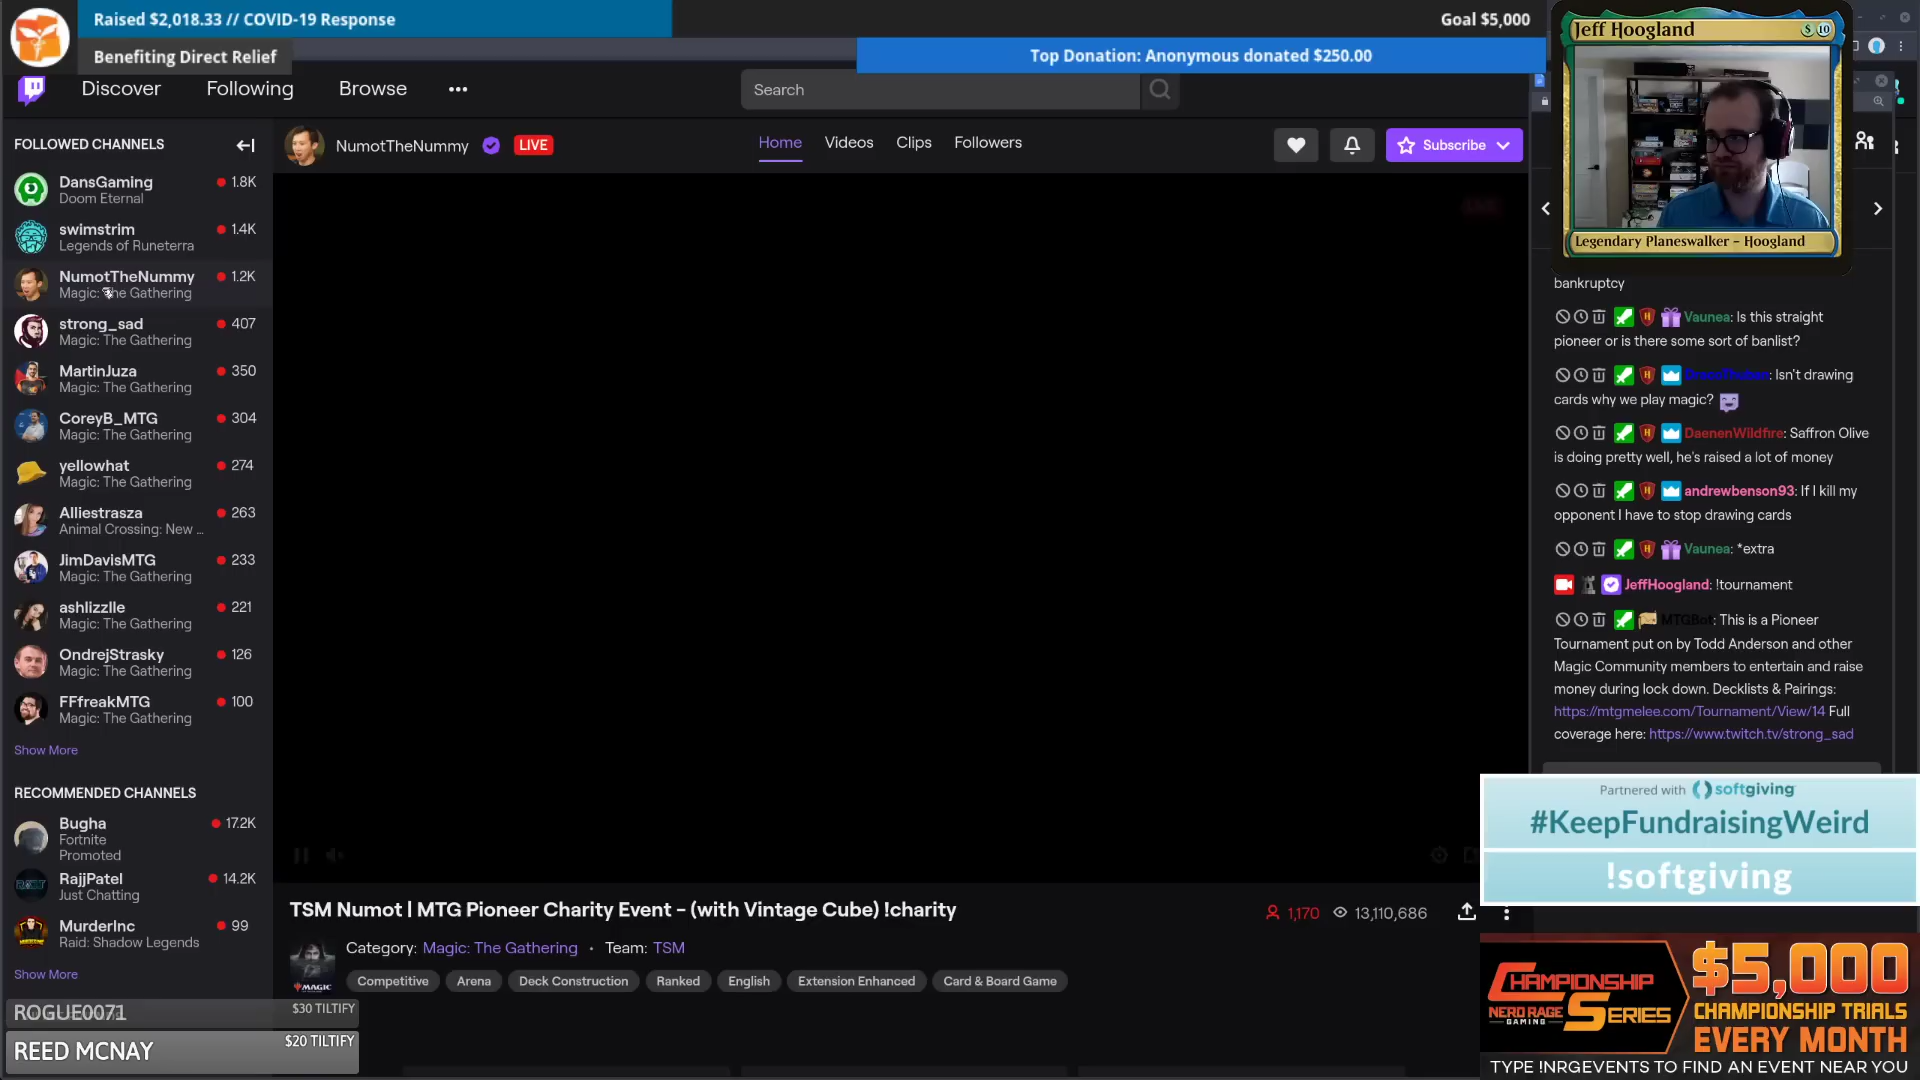 Raised $2,018.33 // COVID-19 Response
Goal $5,000
Benefiting Direct Relief
Top Donation: Anonymous donated $250.00
Jeff Hoogland
10
Legendary Planeswalker – Hoogland
Discover
Following
Browse
Search
FOLLOWED CHANNELS
DansGaming
1.8K
Doom Eternal
swimstrim
1.4K
Legends of Runeterra
NumotTheNummy
1.2K
Magic: The Gathering
strong_sad
407
Magic: The Gathering
MartinJuza
350
Magic: The Gathering
CoreyB_MTG
304
Magic: The Gathering
yellowhat
274
Magic: The Gathering
Alliestrasza
263
Animal Crossing: New ...
JimDavisMTG
233
Magic: The Gathering
ashlizzlle
221
Magic: The Gathering
OndrejStrasky
126
Magic: The Gathering
FFfreakMTG
100
Magic: The Gathering
Show More
RECOMMENDED CHANNELS
Bugha
17.2K
Fortnite
Promoted
RajjPatel
14.2K
Just Chatting
MurderInc
99
Raid: Shadow Legends
Show More
ROGUE0071
$30 TILTIFY
REED MCNAY
$20 TILTIFY
NumotTheNummy
LIVE
Home
Videos
Clips
Followers
Subscribe
TSM Numot | MTG Pioneer Charity Event - (with Vintage Cube) !charity
1,170
13,110,686
Category: Magic: The Gathering · Team: TSM
MAGIC
Competitive
Arena
Deck Construction
Ranked
English
Extension Enhanced
Card & Board Game
bankruptcy
Vaunea: Is this straight
pioneer or is there some sort of banlist?
: Isn't drawing
cards why we play magic?
DaenenWildfire: Saffron Olive
is doing pretty well, he's raised a lot of money
andrewbenson93: If I kill my
opponent I have to stop drawing cards
Vaunea: *extra
JeffHoogland: !tournament
MTGBot: This is a Pioneer
Tournament put on by Todd Anderson and other
Magic Community members to entertain and raise
money during lock down. Decklists & Pairings:
https://mtgmelee.com/Tournament/View/14 Full
coverage here: https://www.twitch.tv/strong_sad
Partnered with softgiving
#KeepFundraisingWeird
!softgiving
CHAMPIONSHIP
NERD RAGE
GAMING
SERIES
$5,000
CHAMPIONSHIP TRIALS
EVERY MONTH
TYPE !NRGEVENTS TO FIND AN EVENT NEAR YOU